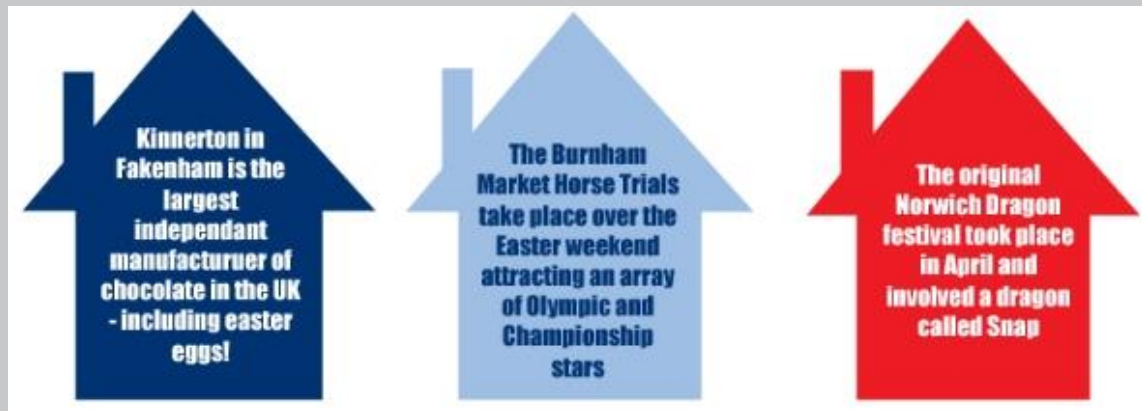 Kinnerton in
Fakenham is the
largest
independant
manufacturuer of
chocolate in the UK
- including easter
eggs!
The Burnham
Market Horse Trials
take place over the
Easter weekend
attracting an array
of Olympic and
Championship
stars
The original
Norwich Dragon
festival took place
in April and
involved a dragon
called Snap